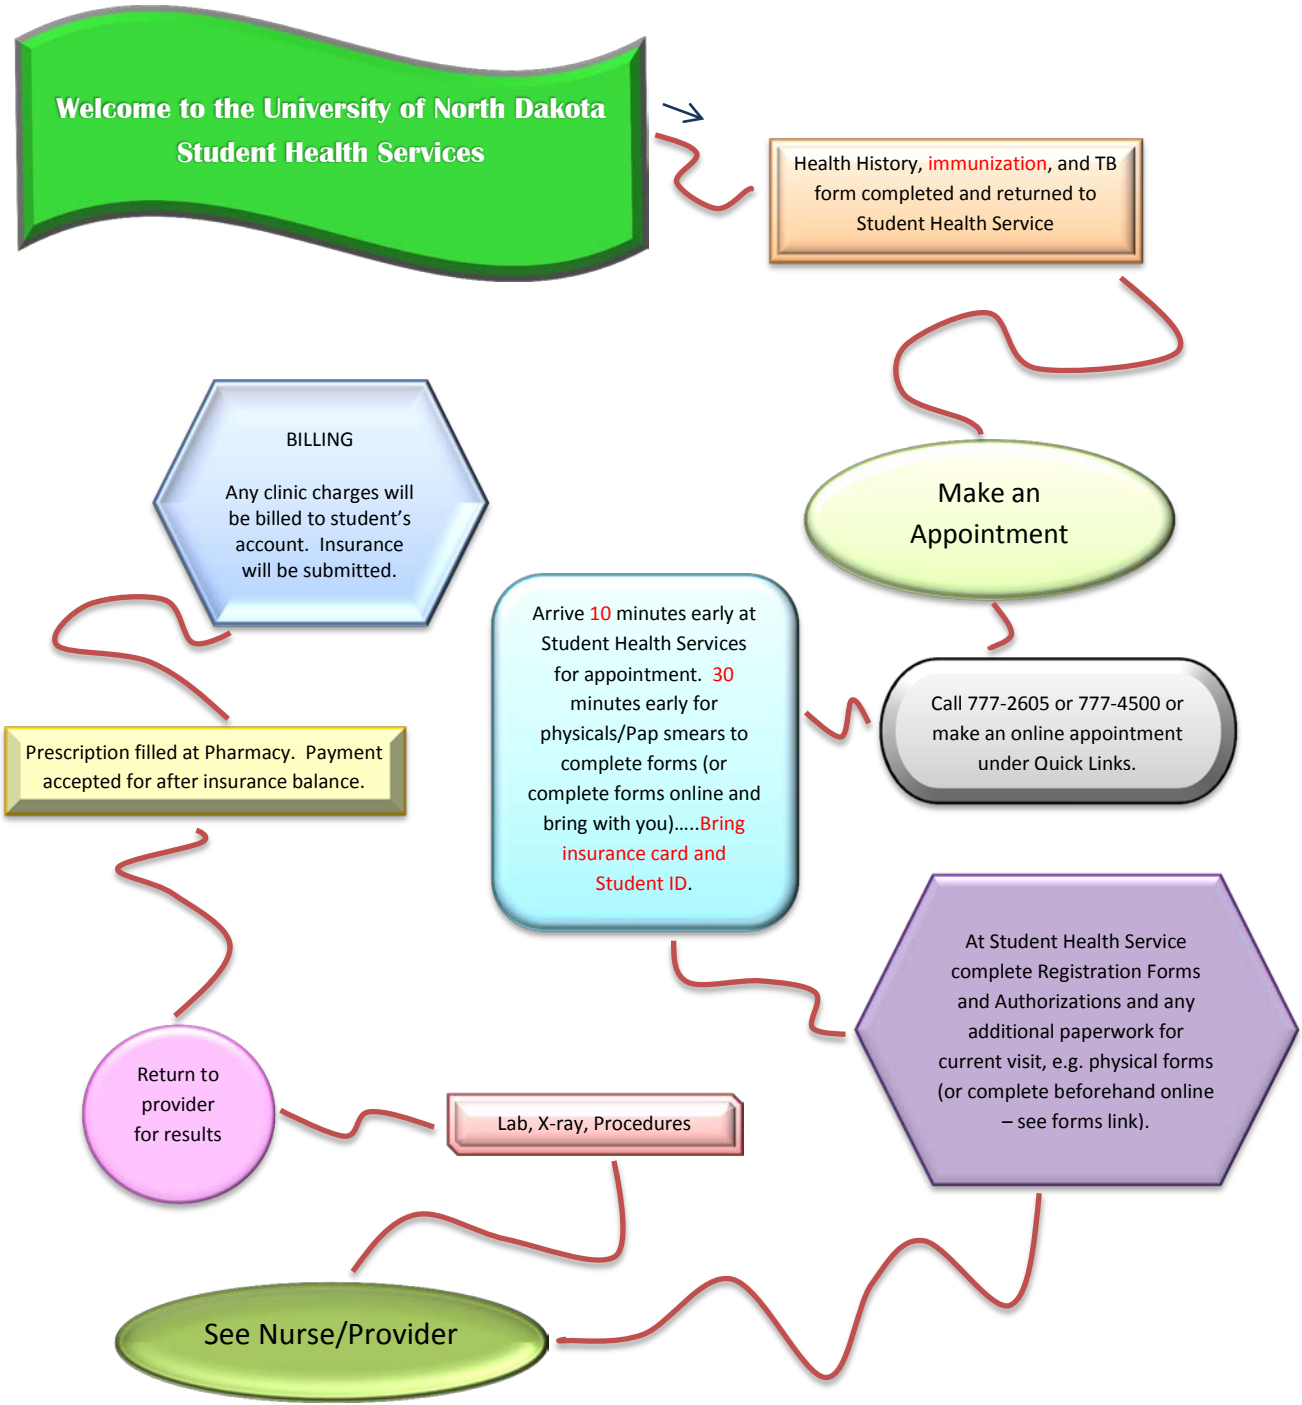 Welcome to the University of North Dakota
Student Health Services
Health History, immunization, and TB
form completed and returned to
Student Health Service
Make an
Appointment
Call 777-2605 or 777-4500 or
make an online appointment
under Quick Links.
Arrive 10 minutes early at
Student Health Services
for appointment.  30
minutes early for
physicals/Pap smears to
complete forms (or
complete forms online and
bring with you)…..Bring
insurance card and
Student ID.
At Student Health Service
complete Registration Forms
and Authorizations and any
additional paperwork for
current visit, e.g. physical forms
(or complete beforehand online
– see forms link).
See Nurse/Provider
Lab, X-ray, Procedures
Return to
provider
for results
Prescription filled at Pharmacy.  Payment
accepted for after insurance balance.
BILLING
Any clinic charges will
be billed to student’s
account.  Insurance
will be submitted.